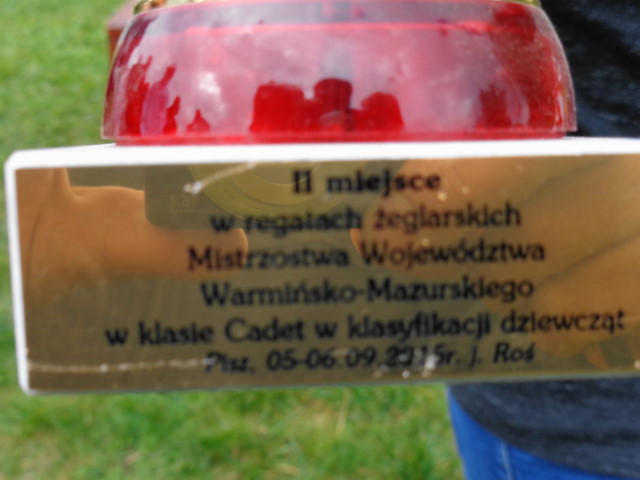 II miejsce
w regatach żeglarskich
Mistrzostwa Województwa
Warmińsko-Mazurskiego
w klasie Cadet w klasyfikacji dziewcząt
Pisz, 05-06.09.2015r. j. Roś